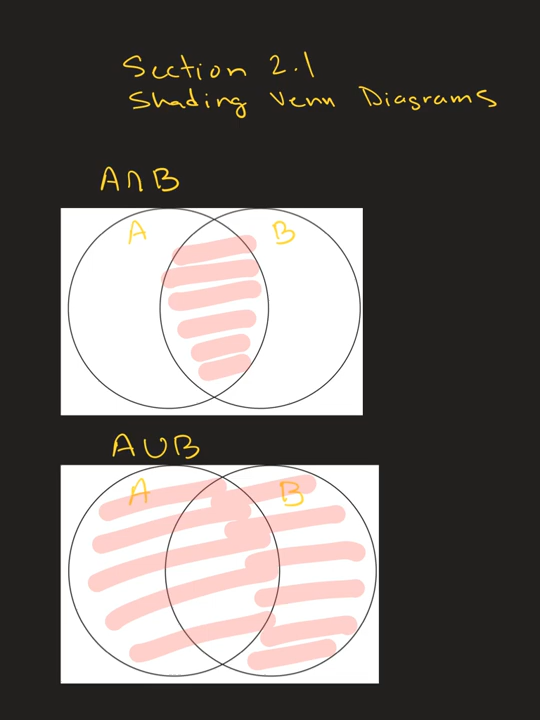 Section 2.1
Shading Venn Diagrams
A∩B
A B
A∪B
A B